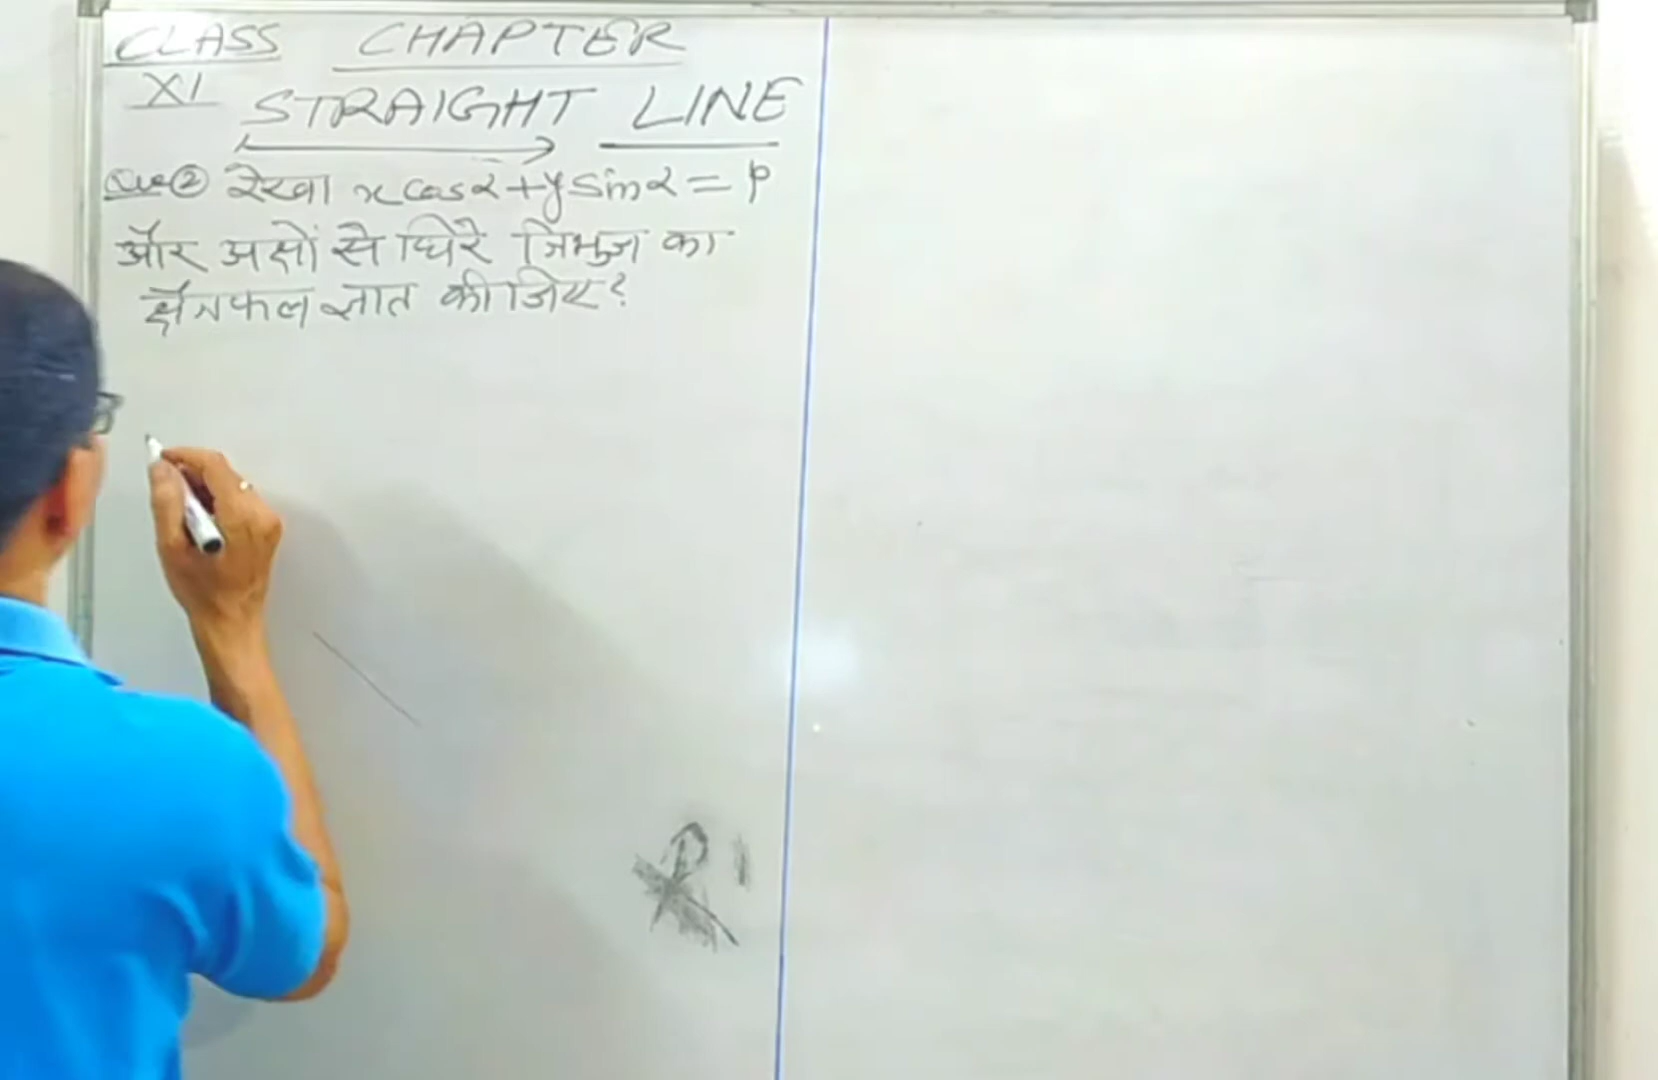 CLASS CHAPTER
XI STRAIGHT LINE
Que② रेखा x cosα + y sinα = p
और अक्षों से घिरे त्रिभुज का
क्षेत्रफल ज्ञात कीजिए?